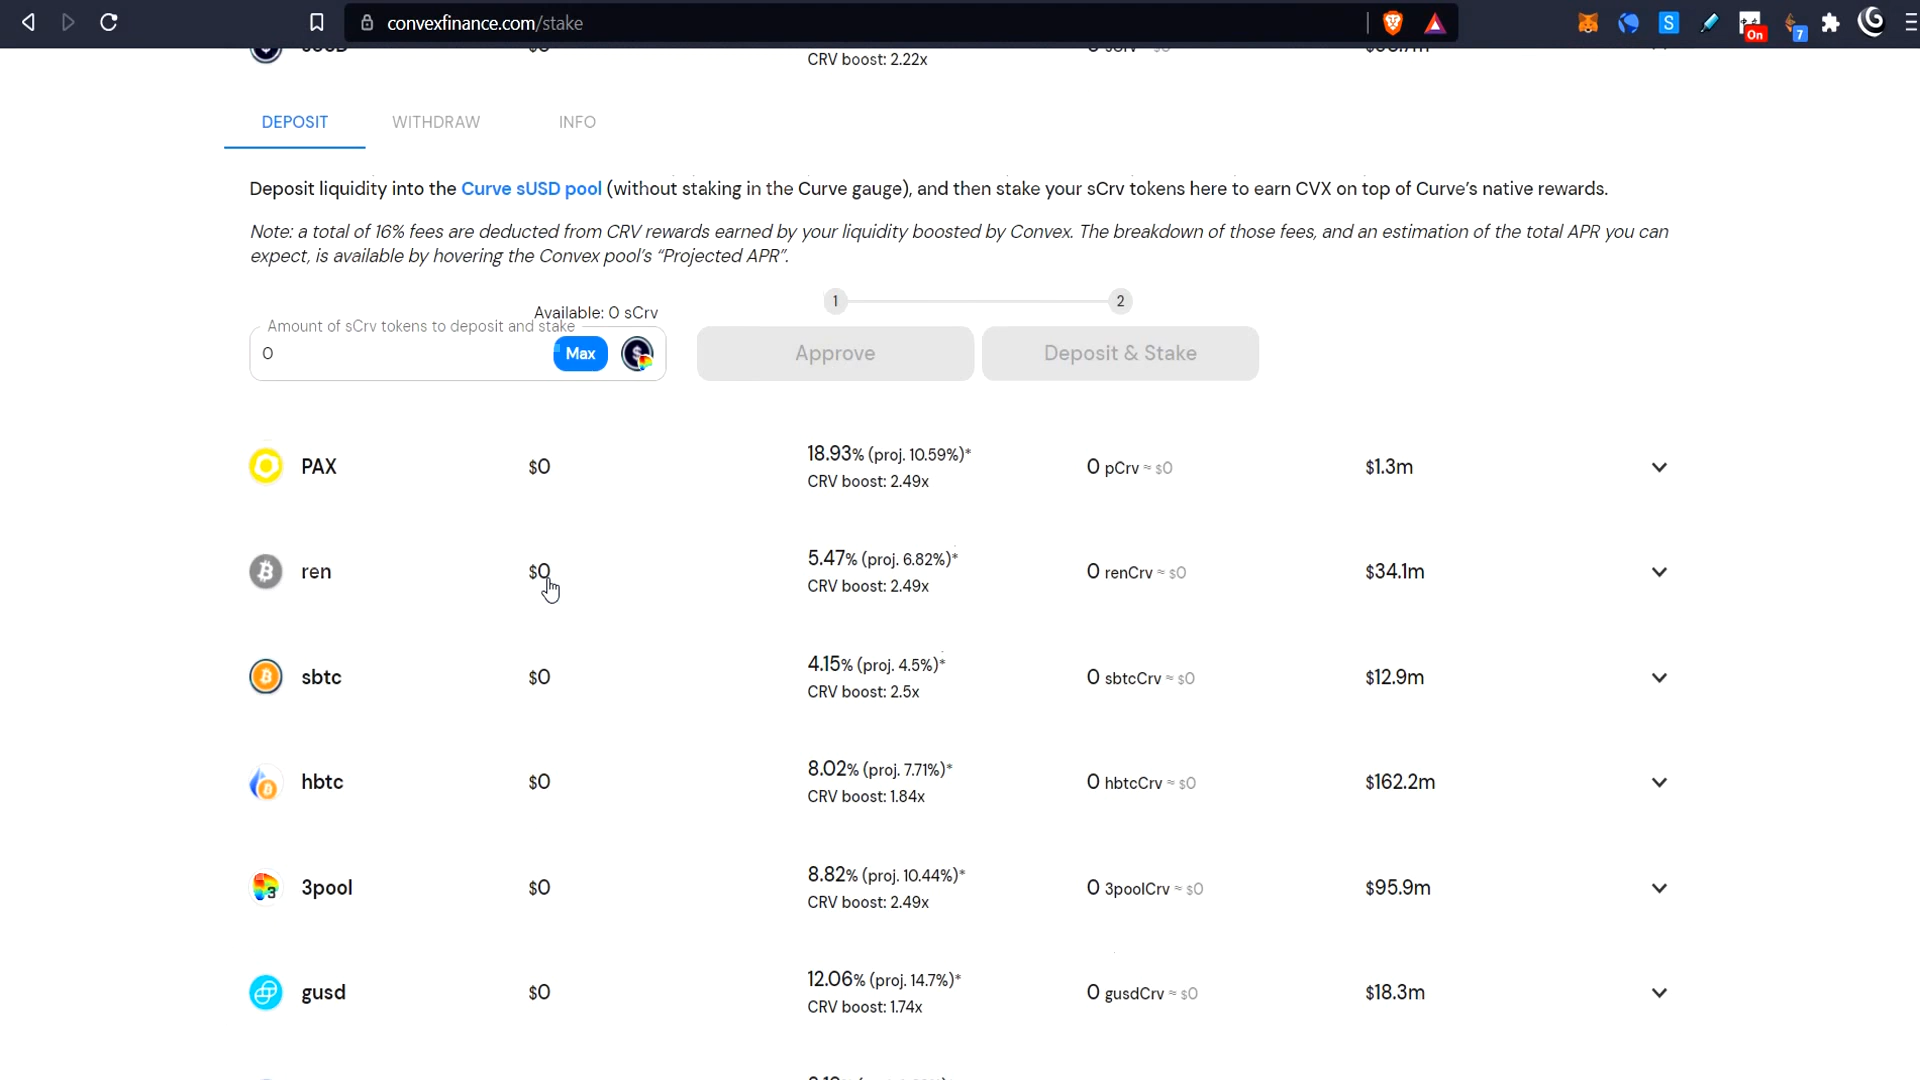 convexfinance.com/stake
On
7
S
CRV boost: 2.22x
DEPOSIT WITHDRAW INFO
Deposit liquidity into the Curve sUSD pool (without staking in the Curve gauge), and then stake your sCrv tokens here to earn CVX on top of Curve's native rewards.
Note: a total of 16% fees are deducted from CRV rewards earned by your liquidity boosted by Convex. The breakdown of those fees, and an estimation of the total APR you can
expect, is available by hovering the Convex pool's “Projected APR”.
Available: 0 sCrv
Amount of sCrv tokens to deposit and stake
0 Max
1 2
Approve Deposit & Stake
PAX $0 18.93% (proj. 10.59%)* 0 pCrv ≈ $0 $1.3m
CRV boost: 2.49x
ren $0 5.47% (proj. 6.82%)* 0 renCrv ≈ $0 $34.1m
CRV boost: 2.49x
sbtc $0 4.15% (proj. 4.5%)* 0 sbtcCrv ≈ $0 $12.9m
CRV boost: 2.5x
hbtc $0 8.02% (proj. 7.71%)* 0 hbtcCrv ≈ $0 $162.2m
CRV boost: 1.84x
3pool $0 8.82% (proj. 10.44%)* 0 3poolCrv ≈ $0 $95.9m
CRV boost: 2.49x
gusd $0 12.06% (proj. 14.7%)* 0 gusdCrv ≈ $0 $18.3m
CRV boost: 1.74x